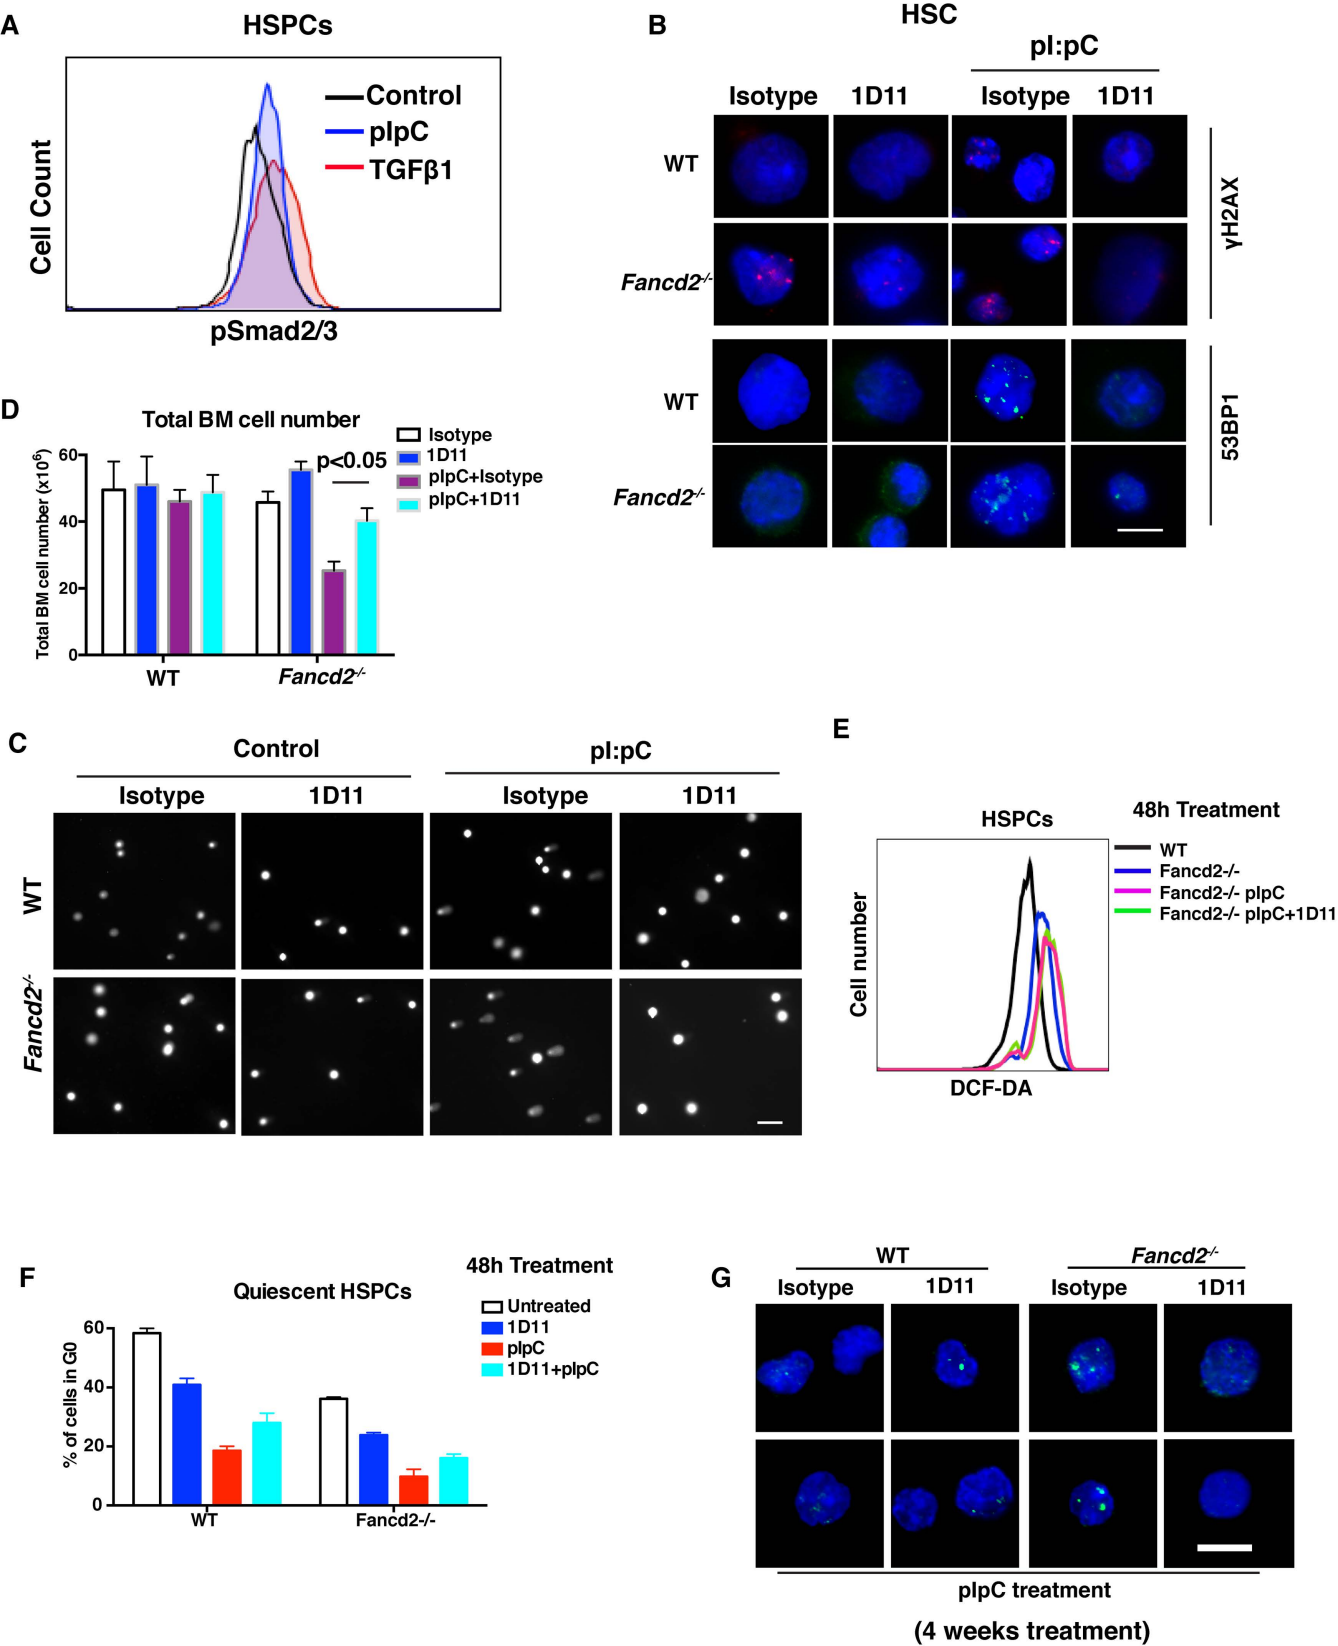 A
HSPCs
Control
pIpC
TGFβ1
Cell Count
pSmad2/3
B
HSC
pI:pC
Isotype 1D11 Isotype 1D11
WT
Fancd2-/-
γH2AX
WT
Fancd2-/-
53BP1
D
Total BM cell number
Isotype
1D11
pIpC+Isotype
pIpC+1D11
p<0.05
Total BM cell number (x10⁶)
60
40
20
0
WT Fancd2-/-
C
Control pI:pC
Isotype 1D11 Isotype 1D11
WT
Fancd2-/-
E
48h Treatment
HSPCs
WT
Fancd2-/-
Fancd2-/- pIpC
Fancd2-/- pIpC+1D11
Cell number
DCF-DA
F
48h Treatment
Quiescent HSPCs
Untreated
1D11
pIpC
1D11+pIpC
% of cells in G0
60
40
20
0
WT Fancd2-/-
G
WT Fancd2-/-
Isotype 1D11 Isotype 1D11
pIpC treatment
(4 weeks treatment)